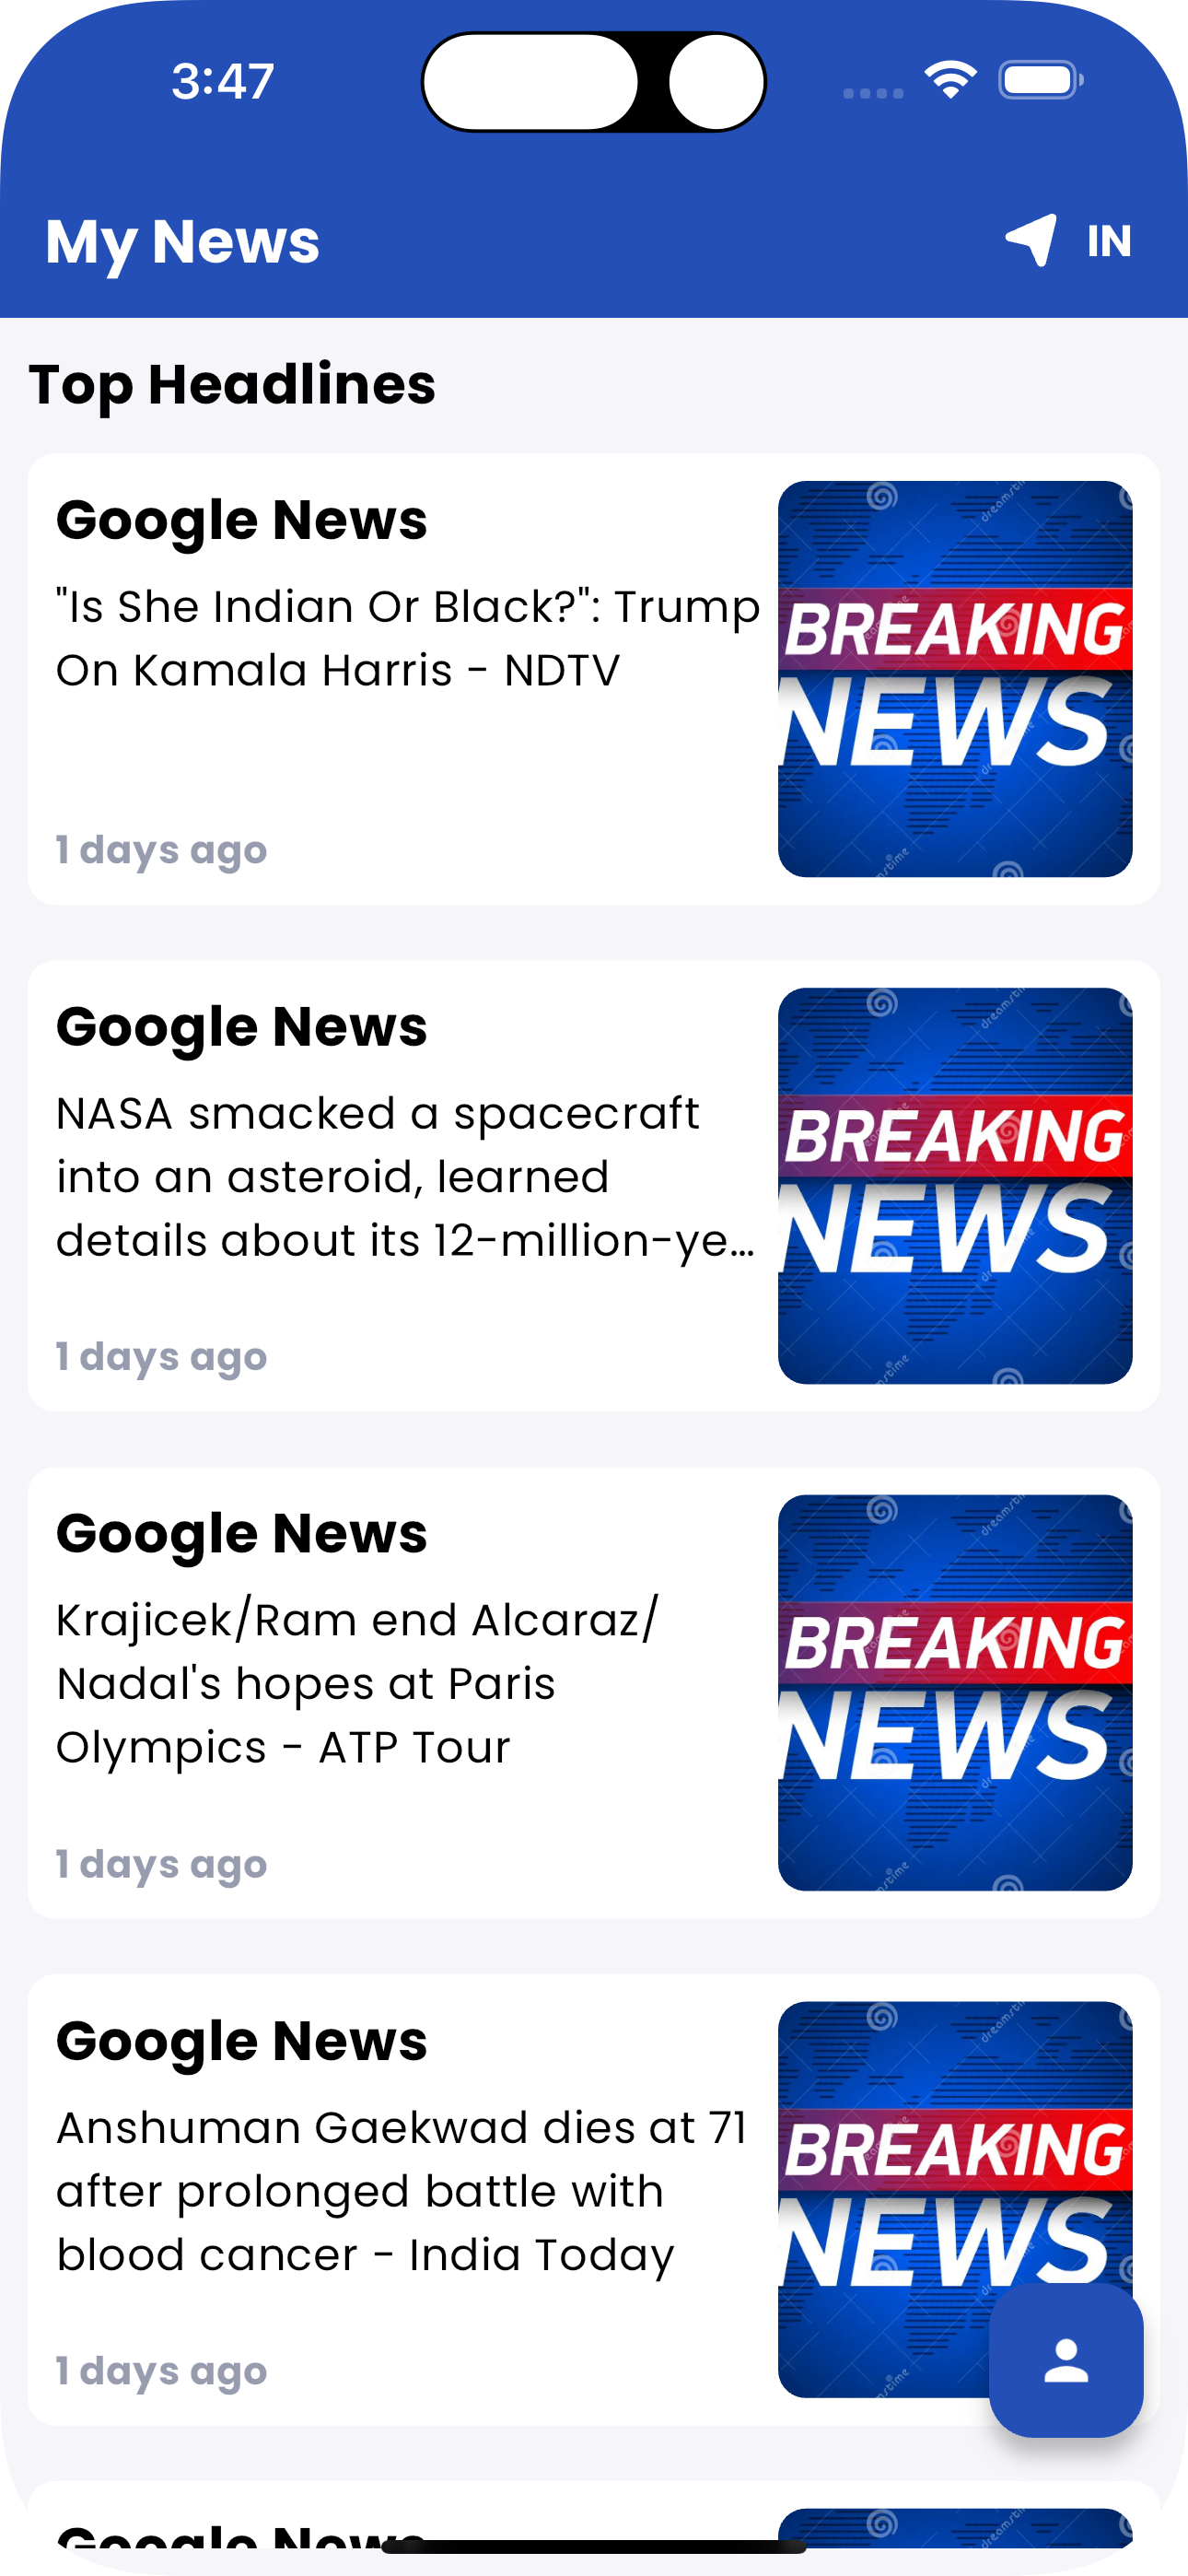 3:47
My News
IN
Top Headlines
Google News
"Is She Indian Or Black?": Trump
On Kamala Harris - NDTV
1 days ago
BREAKING
NEWS
Google News
NASA smacked a spacecraft
into an asteroid, learned
details about its 12-million-ye...
1 days ago
BREAKING
NEWS
Google News
Krajicek/Ram end Alcaraz/
Nadal's hopes at Paris
Olympics - ATP Tour
1 days ago
BREAKING
NEWS
Google News
Anshuman Gaekwad dies at 71
after prolonged battle with
blood cancer - India Today
1 days ago
BREAKING
NEWS
Google News